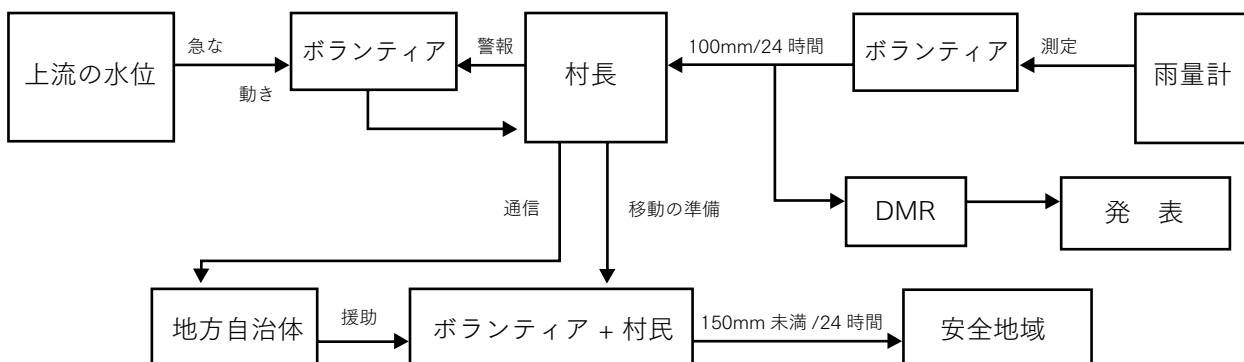 上流の水位
急な
動き
ボランティア
警報
村長
100mm/24 時間
ボランティア
測定
雨量計
DMR
発 表
通信
移動の準備
地方自治体
援助
ボランティア + 村民
150mm 未満 /24 時間
安全地域